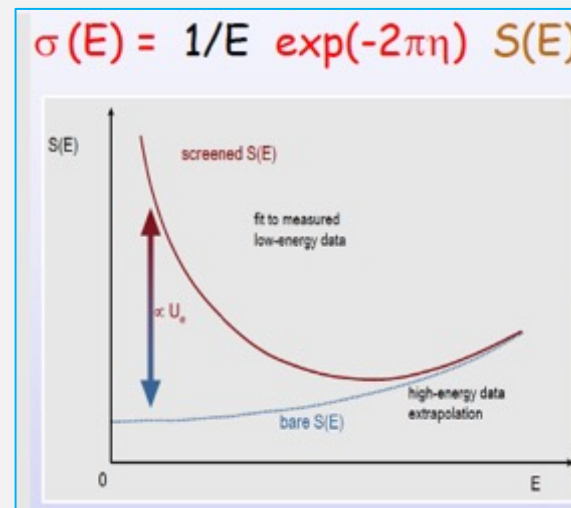 σ(E) = 1/E exp(-2πη) S(E)
S(E)
screened S(E)
fit to measured
low-energy data
∝ Uₑ
high-energy data
extrapolation
bare S(E)
0
E